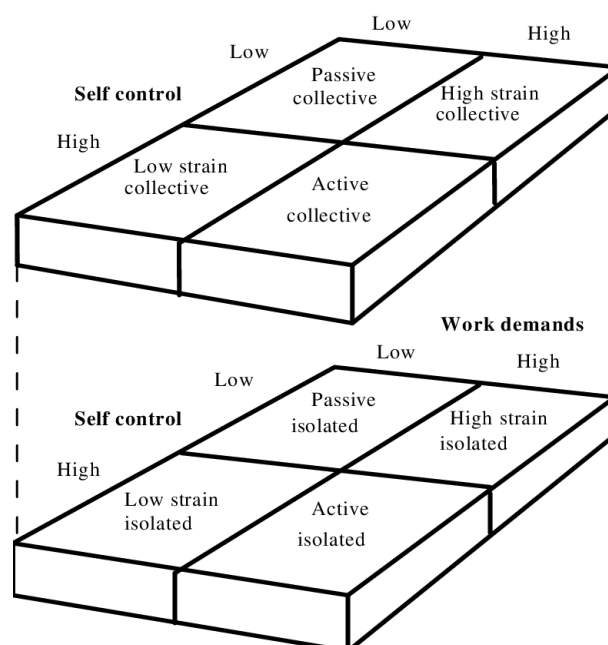 Low
High
Low
Passive
collective
Self control
High strain
collective
High
Low strain
collective
Active
collective
Work demands
Low
High
Low
Passive
isolated
Self control
High strain
isolated
High
Low strain
isolated
Active
isolated